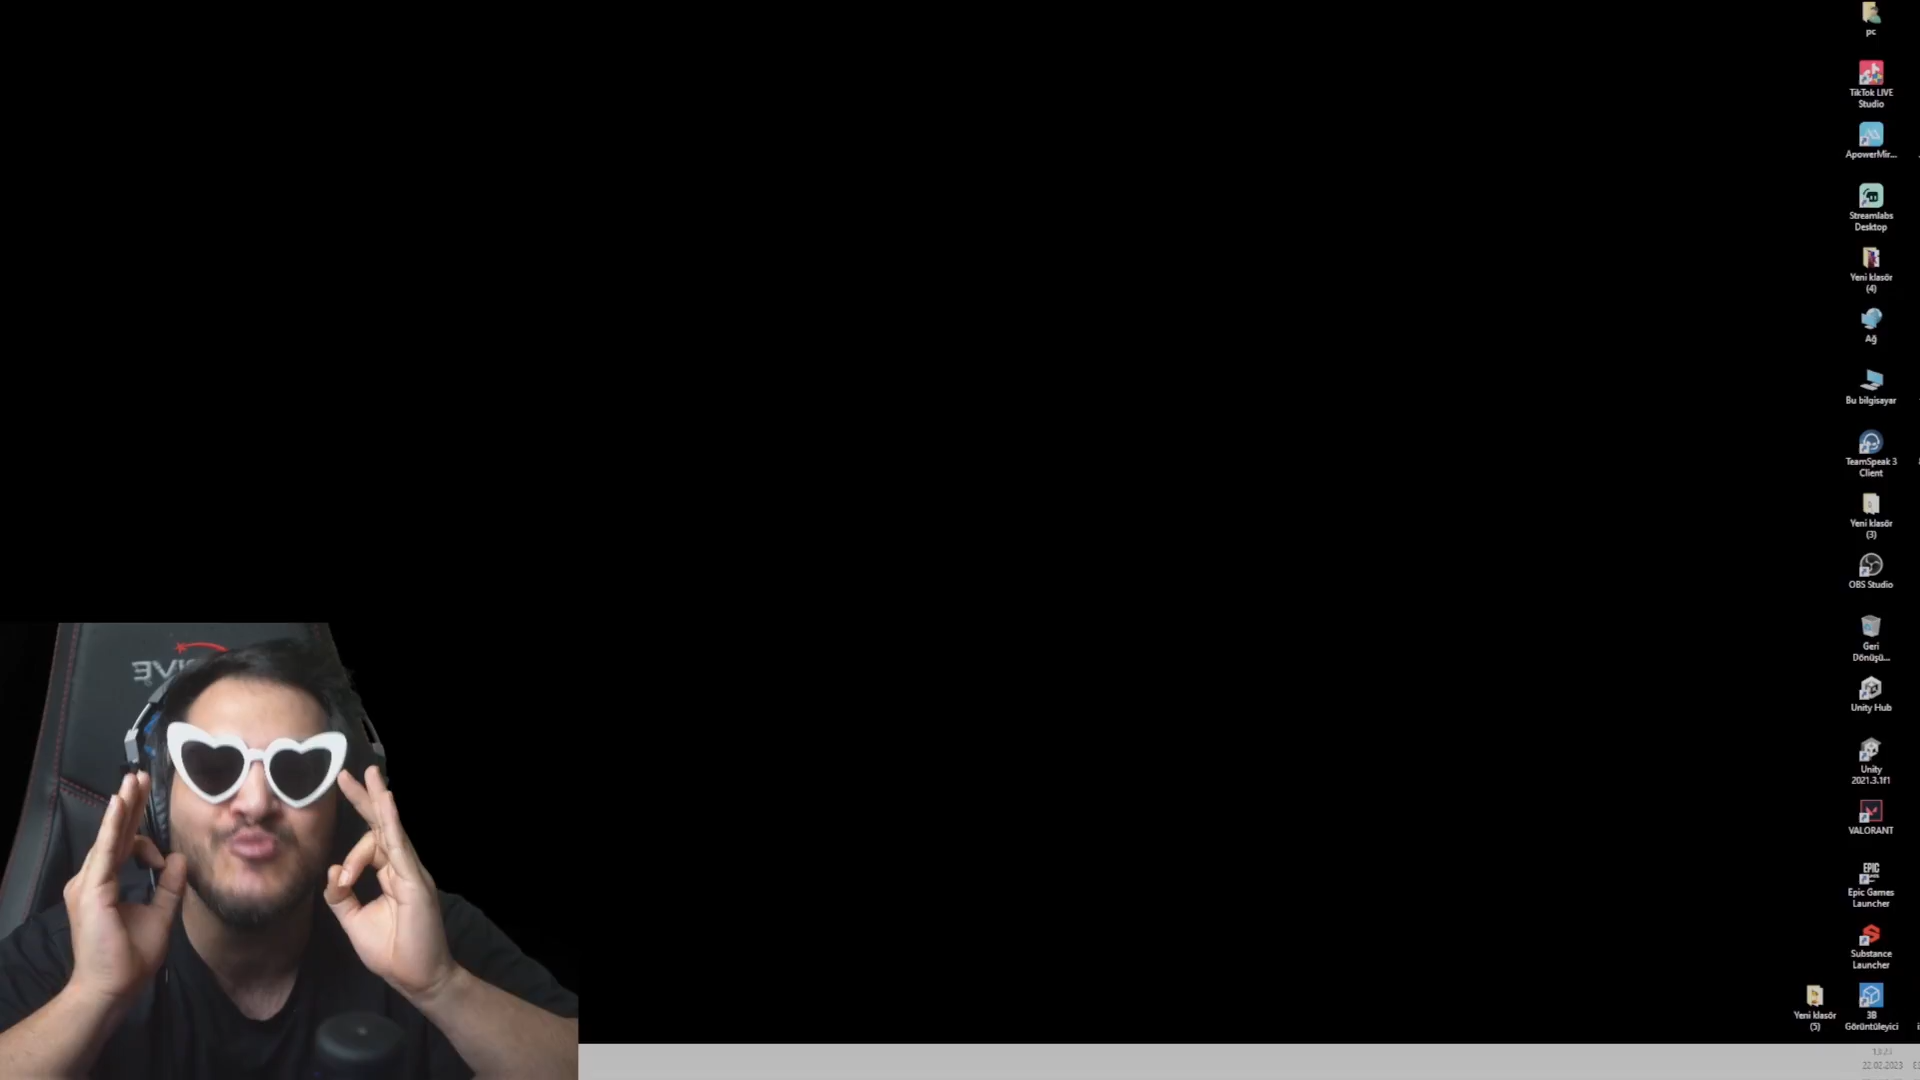 pc
TikTok LIVE
Studio
ApowerMir...
Streamlabs
Desktop
Yeni klasör
(4)
Ağ
Bu bilgisayar
TeamSpeak 3
Client
Yeni klasör
(3)
OBS Studio
Geri
Dönüşü...
Unity Hub
Unity
2021.3.1f1
VALORANT
EPIC
Epic Games
Launcher
Substance
Launcher
Yeni klasör
(5)
3B
Görüntüleyici
22.02.2023